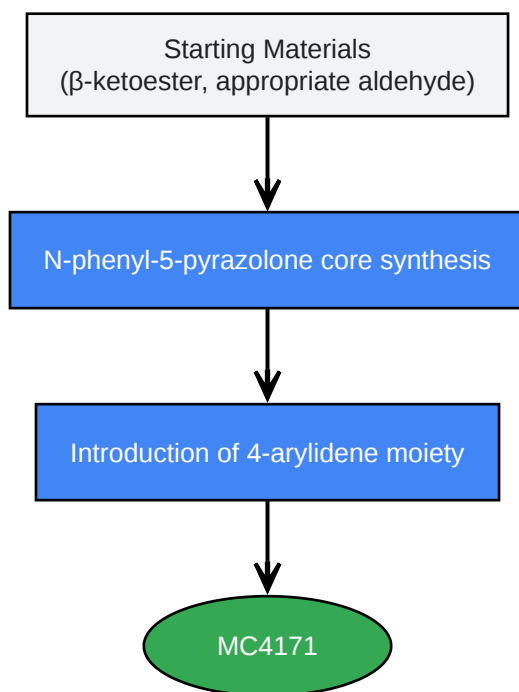 Starting Materials
(β-ketoester, appropriate aldehyde)
N-phenyl-5-pyrazolone core synthesis
Introduction of 4-arylidene moiety
MC4171